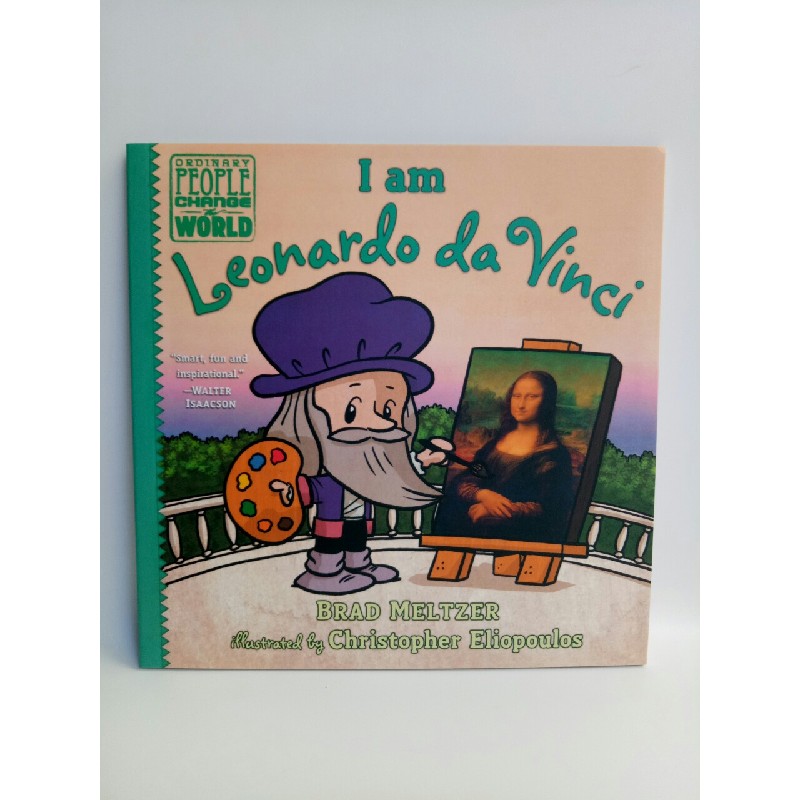 ORDINARY
PEOPLE
CHANGE
the
WORLD
I am
Leonardo da Vinci
"Smart, fun and
inspirational."
—WALTER
ISAACSON
BRAD MELTZER
illustrated by Christopher Eliopoulos